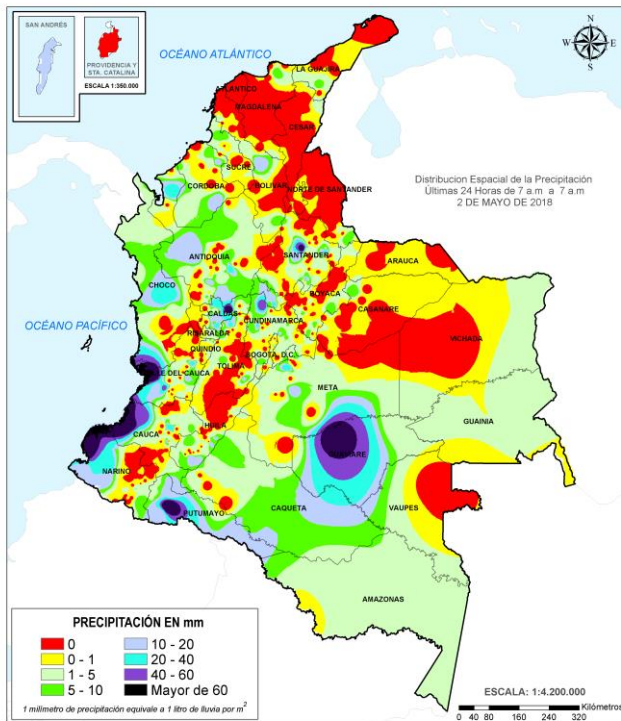 SAN ANDRÉS
PROVIDENCIA Y
STA. CATALINA
ESCALA 1:350.000
OCÉANO ATLÁNTICO
N
W E
S
LA GUAJIRA
ATLANTICO
MAGDALENA
CESAR
Distribucion Espacial de la Precipitación
Últimas 24 Horas de 7 a.m a 7 a.m
2 DE MAYO DE 2018
SUCRE
CORDOBA
BOLIVAR
NORTE DE SANTANDER
ANTIOQUIA
SANTANDER
ARAUCA
CHOCO
BOYACA
CASANARE
OCÉANO PACÍFICO
CALDAS
CUNDINAMARCA
RISARALDA
VICHADA
QUINDIO
BOGOTA, D.C.
TOLIMA
LE DEL CAUCA
META
GUAINIA
CAUCA
HUILA
GUAVIARE
NARIÑO
VAUPES
CAQUETA
PUTUMAYO
AMAZONAS
PRECIPITACIÓN EN mm
0 10 - 20
0 - 1 20 - 40
1 - 5 40 - 60
5 - 10 Mayor de 60
1 milimetro de precipitación equivale a 1 litro de lluvia por m²
ESCALA: 1:4.200.000
Kilómetros
0 40 80 160 240 320